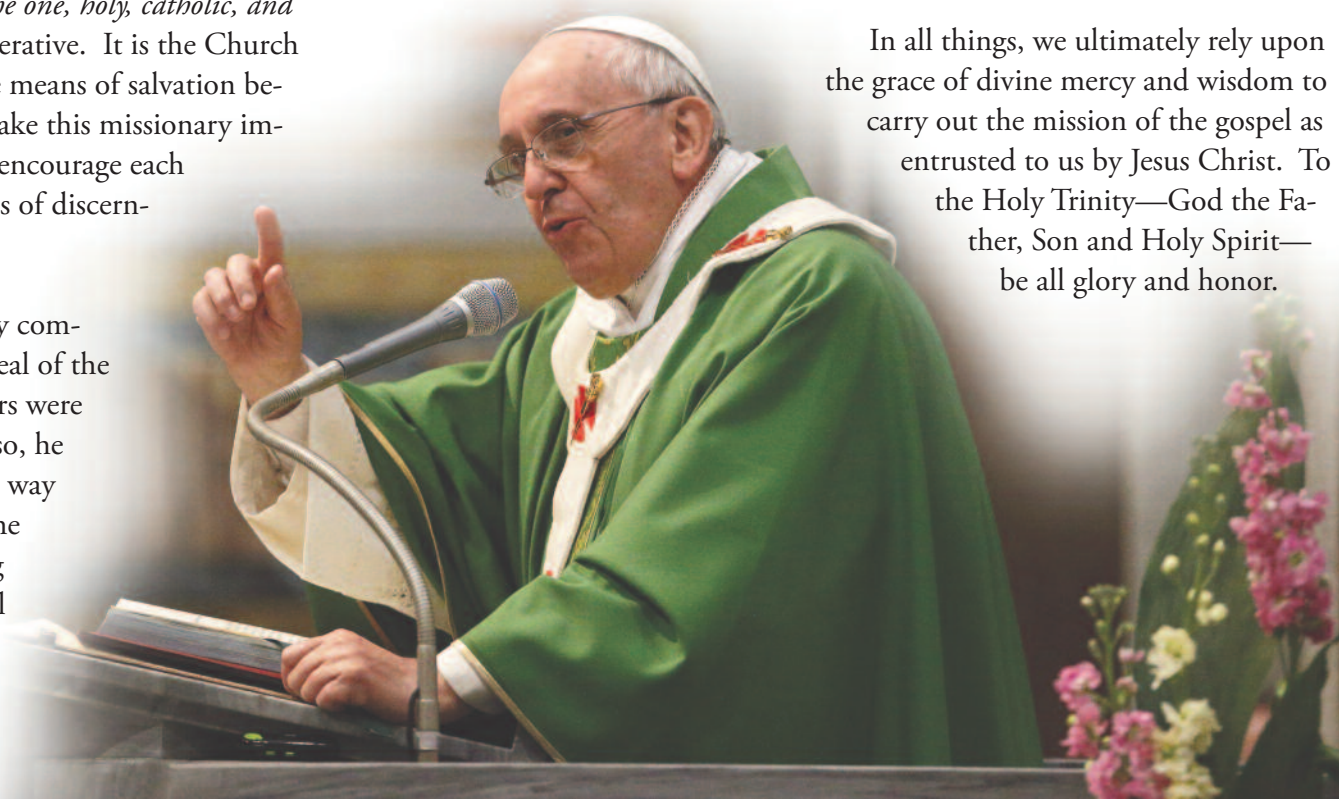 he one, holy, catholic, and
erative. It is the Church
e means of salvation be-
ake this missionary im-
encourage each
s of discern-
y com-
eal of the
rs were
so, he
way
he
g
l
In all things, we ultimately rely upon
the grace of divine mercy and wisdom to
carry out the mission of the gospel as
entrusted to us by Jesus Christ. To
the Holy Trinity—God the Fa-
ther, Son and Holy Spirit—
be all glory and honor.